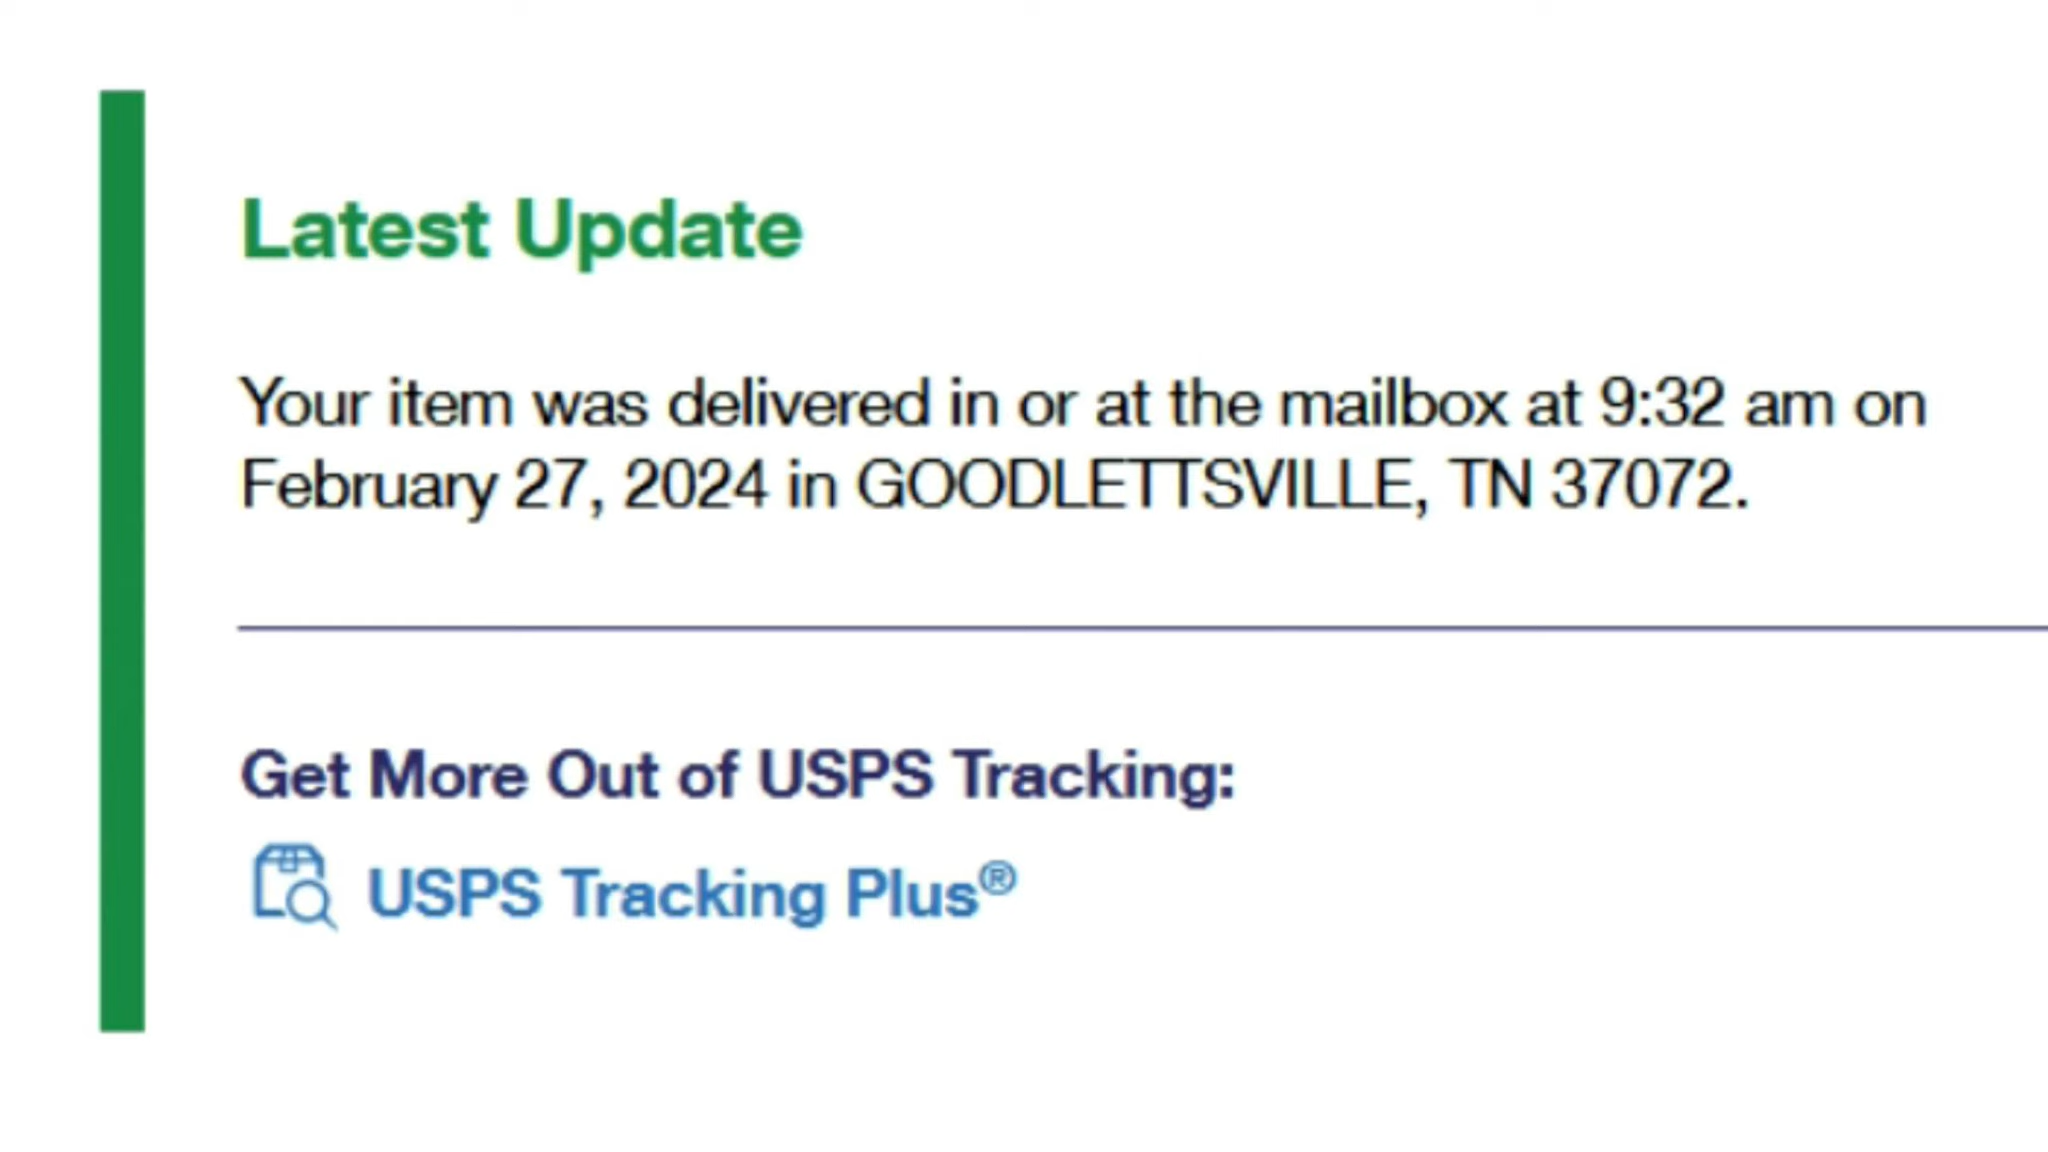 Latest Update
Your item was delivered in or at the mailbox at 9:32 am on
February 27, 2024 in GOODLETTSVILLE, TN 37072.
Get More Out of USPS Tracking:
USPS Tracking Plus®